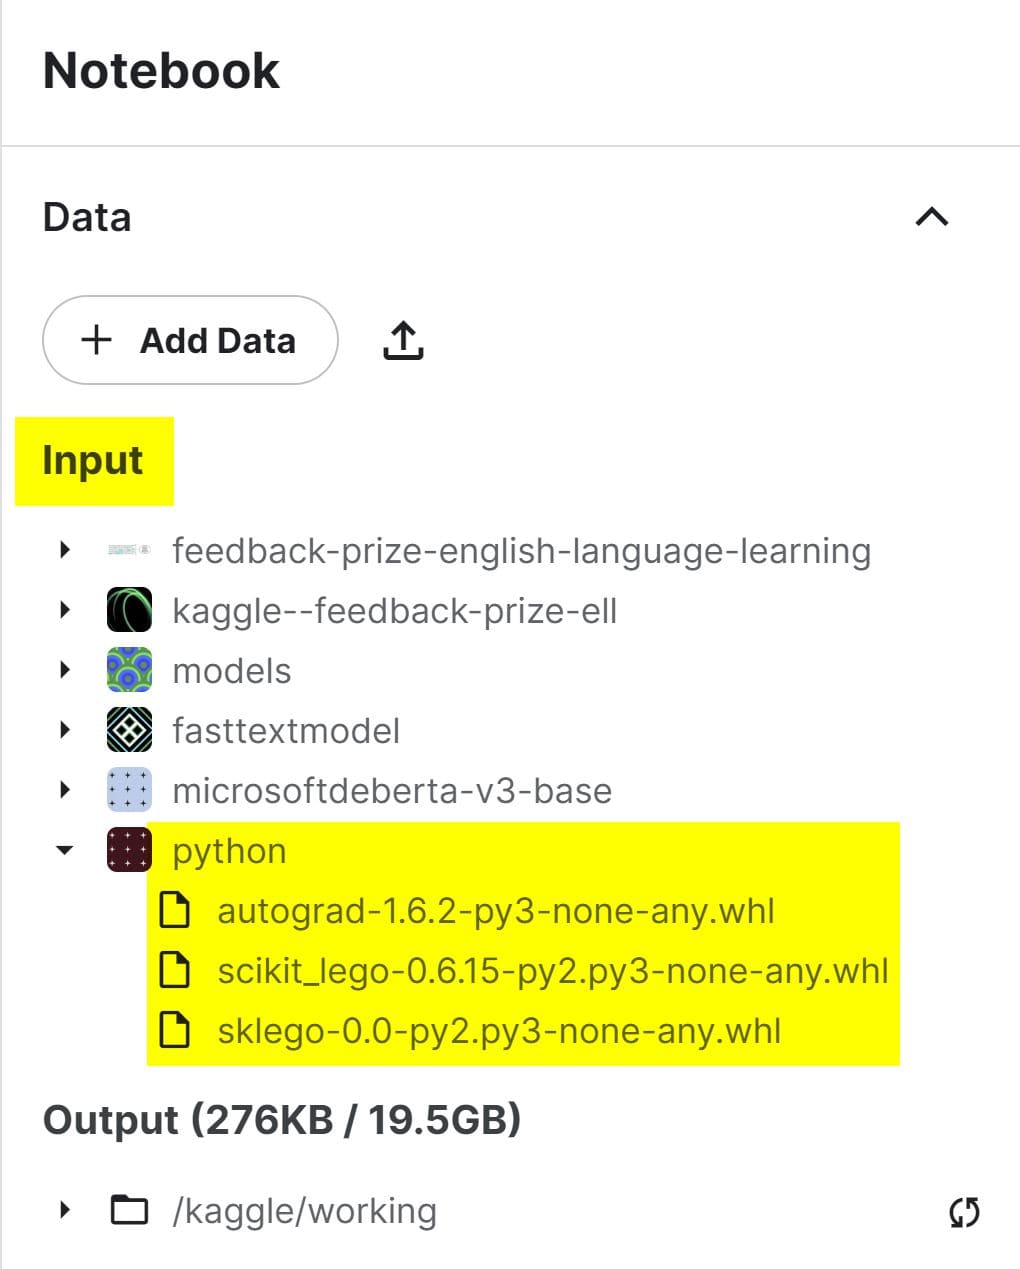 Notebook
Data
+ Add Data
Input
feedback-prize-english-language-learning
kaggle--feedback-prize-ell
models
fasttextmodel
microsoftdeberta-v3-base
python
autograd-1.6.2-py3-none-any.whl
scikit_lego-0.6.15-py2.py3-none-any.whl
sklego-0.0-py2.py3-none-any.whl
Output (276KB / 19.5GB)
/kaggle/working